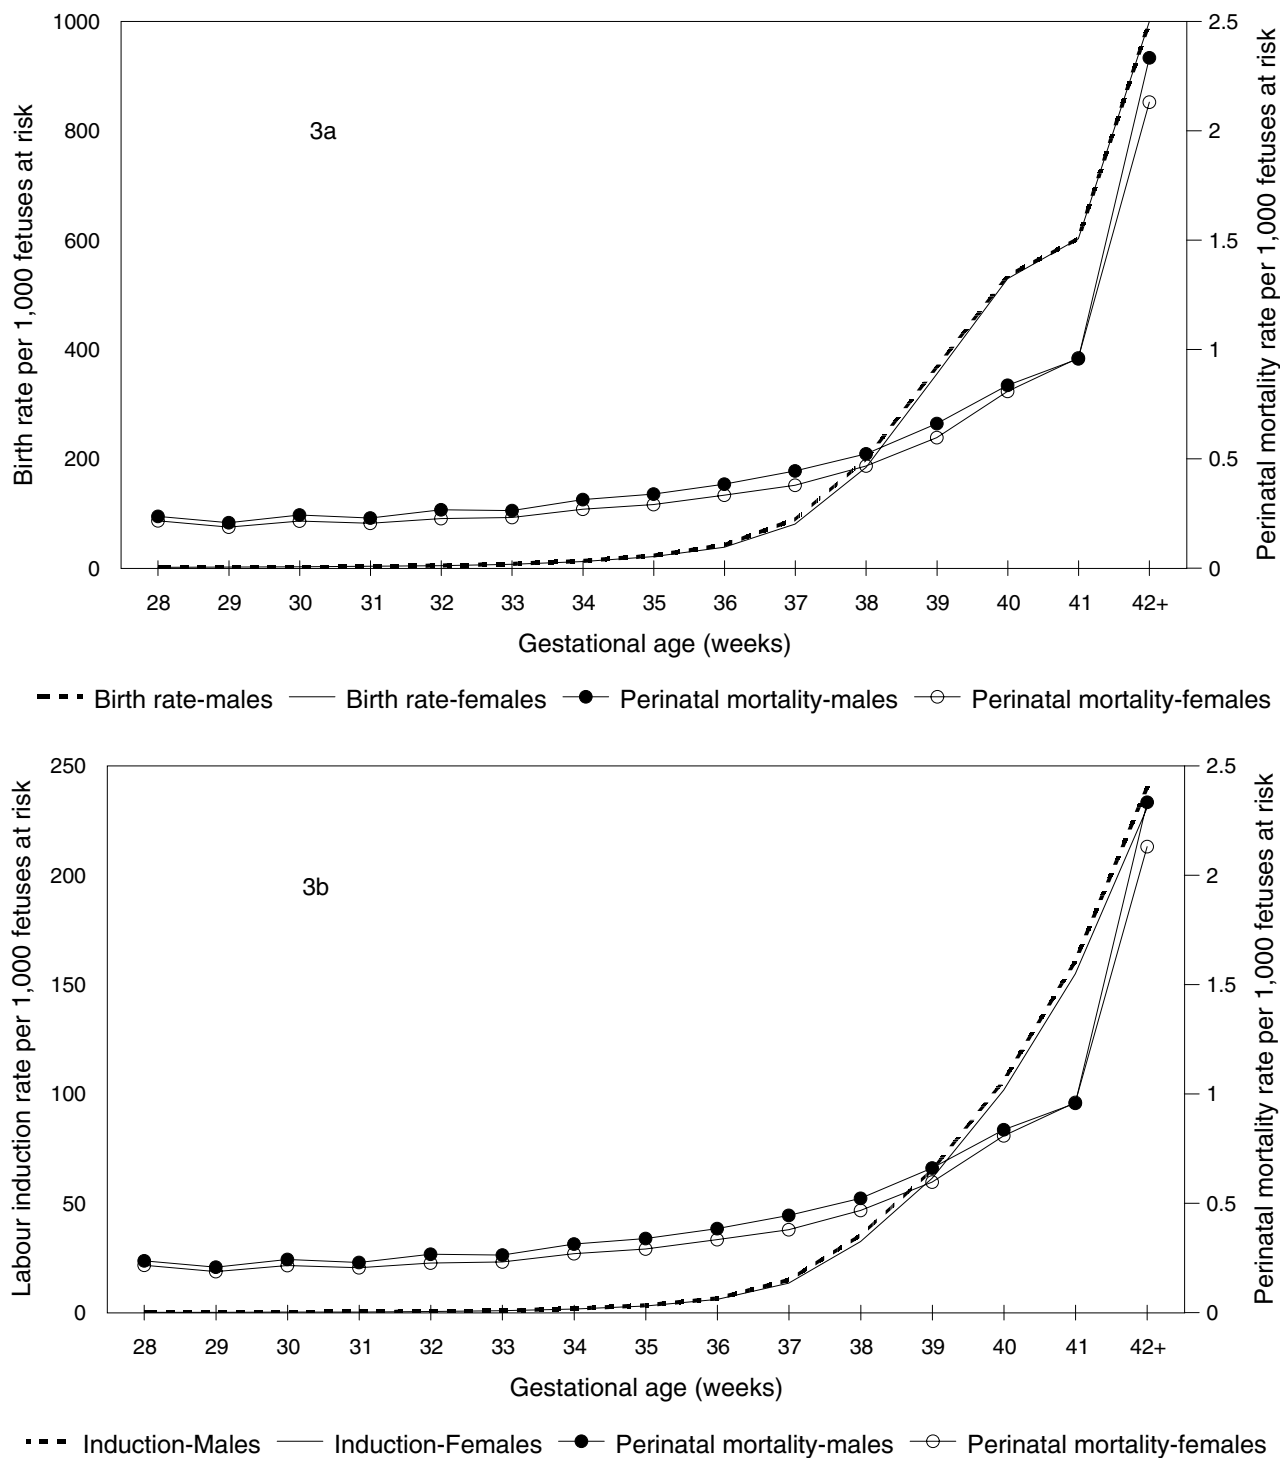 1000
800
600
400
200
0
Birth rate per 1,000 fetuses at risk
3a
2.5
2
1.5
1
0.5
0
Perinatal mortality rate per 1,000 fetuses at risk
28 29 30 31 32 33 34 35 36 37 38 39 40 41 42+
Gestational age (weeks)
Birth rate-males Birth rate-females Perinatal mortality-males Perinatal mortality-females
250
200
150
100
50
0
Labour induction rate per 1,000 fetuses at risk
3b
2.5
2
1.5
1
0.5
0
Perinatal mortality rate per 1,000 fetuses at risk
28 29 30 31 32 33 34 35 36 37 38 39 40 41 42+
Gestational age (weeks)
Induction-Males Induction-Females Perinatal mortality-males Perinatal mortality-females